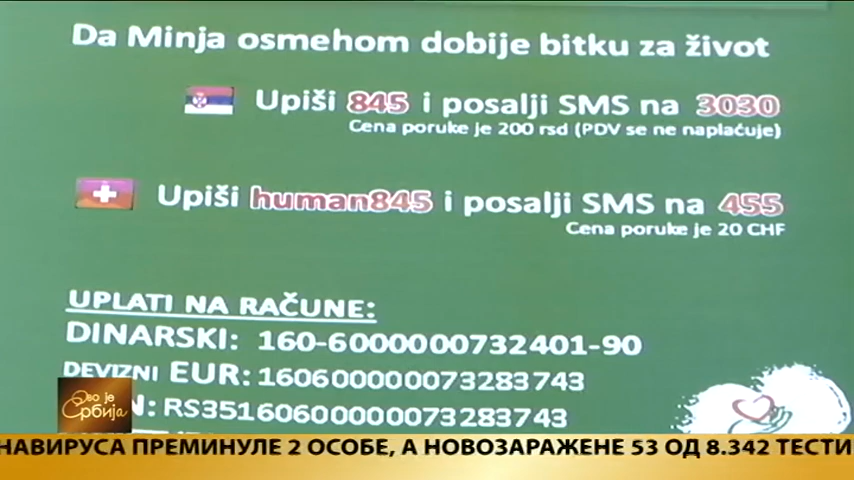 Da Minja osmehom dobije bitku za život
Upiši 845 i posalji SMS na 3030
Cena poruke je 200 rsd (PDV se ne naplaćuje)
Upiši human845 i posalji SMS na 455
Cena poruke je 20 CHF
UPLATI NA RAČUNE:
DINARSKI: 160-6000000732401-90
DEVIZNI EUR: 1606000000073283743
N: RS35160600000073283743
Ово је
Србија
НАВИРУСА ПРЕМИНУЛЕ 2 ОСОБЕ, А НОВОЗАРАЖЕНЕ 53 ОД 8.342 ТЕСТИ